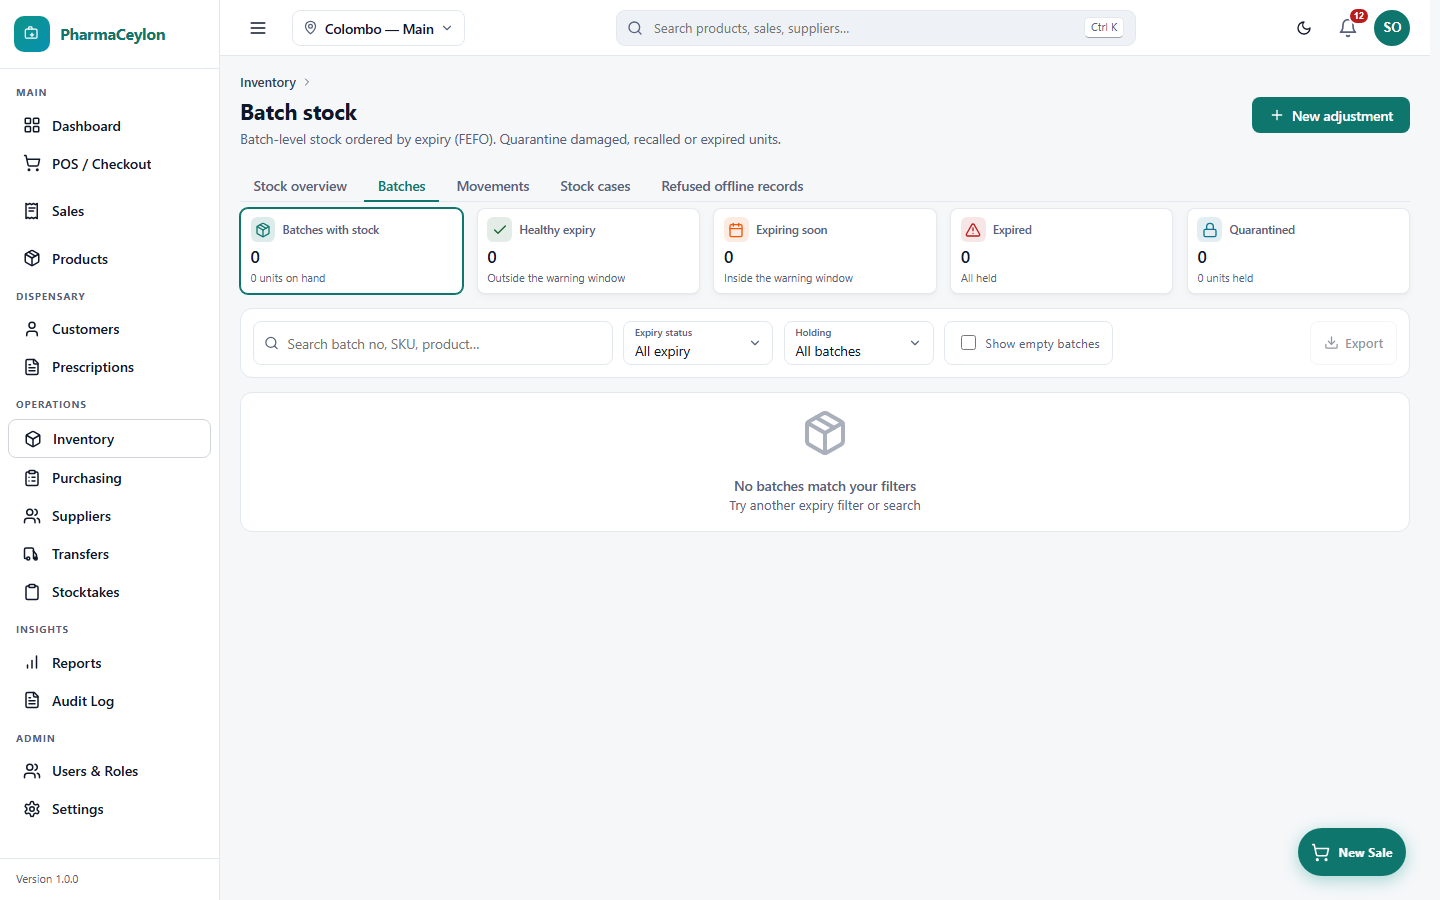 PharmaCeylon
Colombo — Main
Search products, sales, suppliers...
Ctrl K
12
SO
MAIN
Dashboard
POS / Checkout
Sales
Products
DISPENSARY
Customers
Prescriptions
OPERATIONS
Inventory
Purchasing
Suppliers
Transfers
Stocktakes
INSIGHTS
Reports
Audit Log
ADMIN
Users & Roles
Settings
Version 1.0.0
Inventory
Batch stock
Batch-level stock ordered by expiry (FEFO). Quarantine damaged, recalled or expired units.
New adjustment
Stock overview
Batches
Movements
Stock cases
Refused offline records
Batches with stock
0
0 units on hand
Healthy expiry
0
Outside the warning window
Expiring soon
0
Inside the warning window
Expired
0
All held
Quarantined
0
0 units held
Search batch no, SKU, product...
Expiry status
All expiry
Holding
All batches
Show empty batches
Export
No batches match your filters
Try another expiry filter or search
New Sale